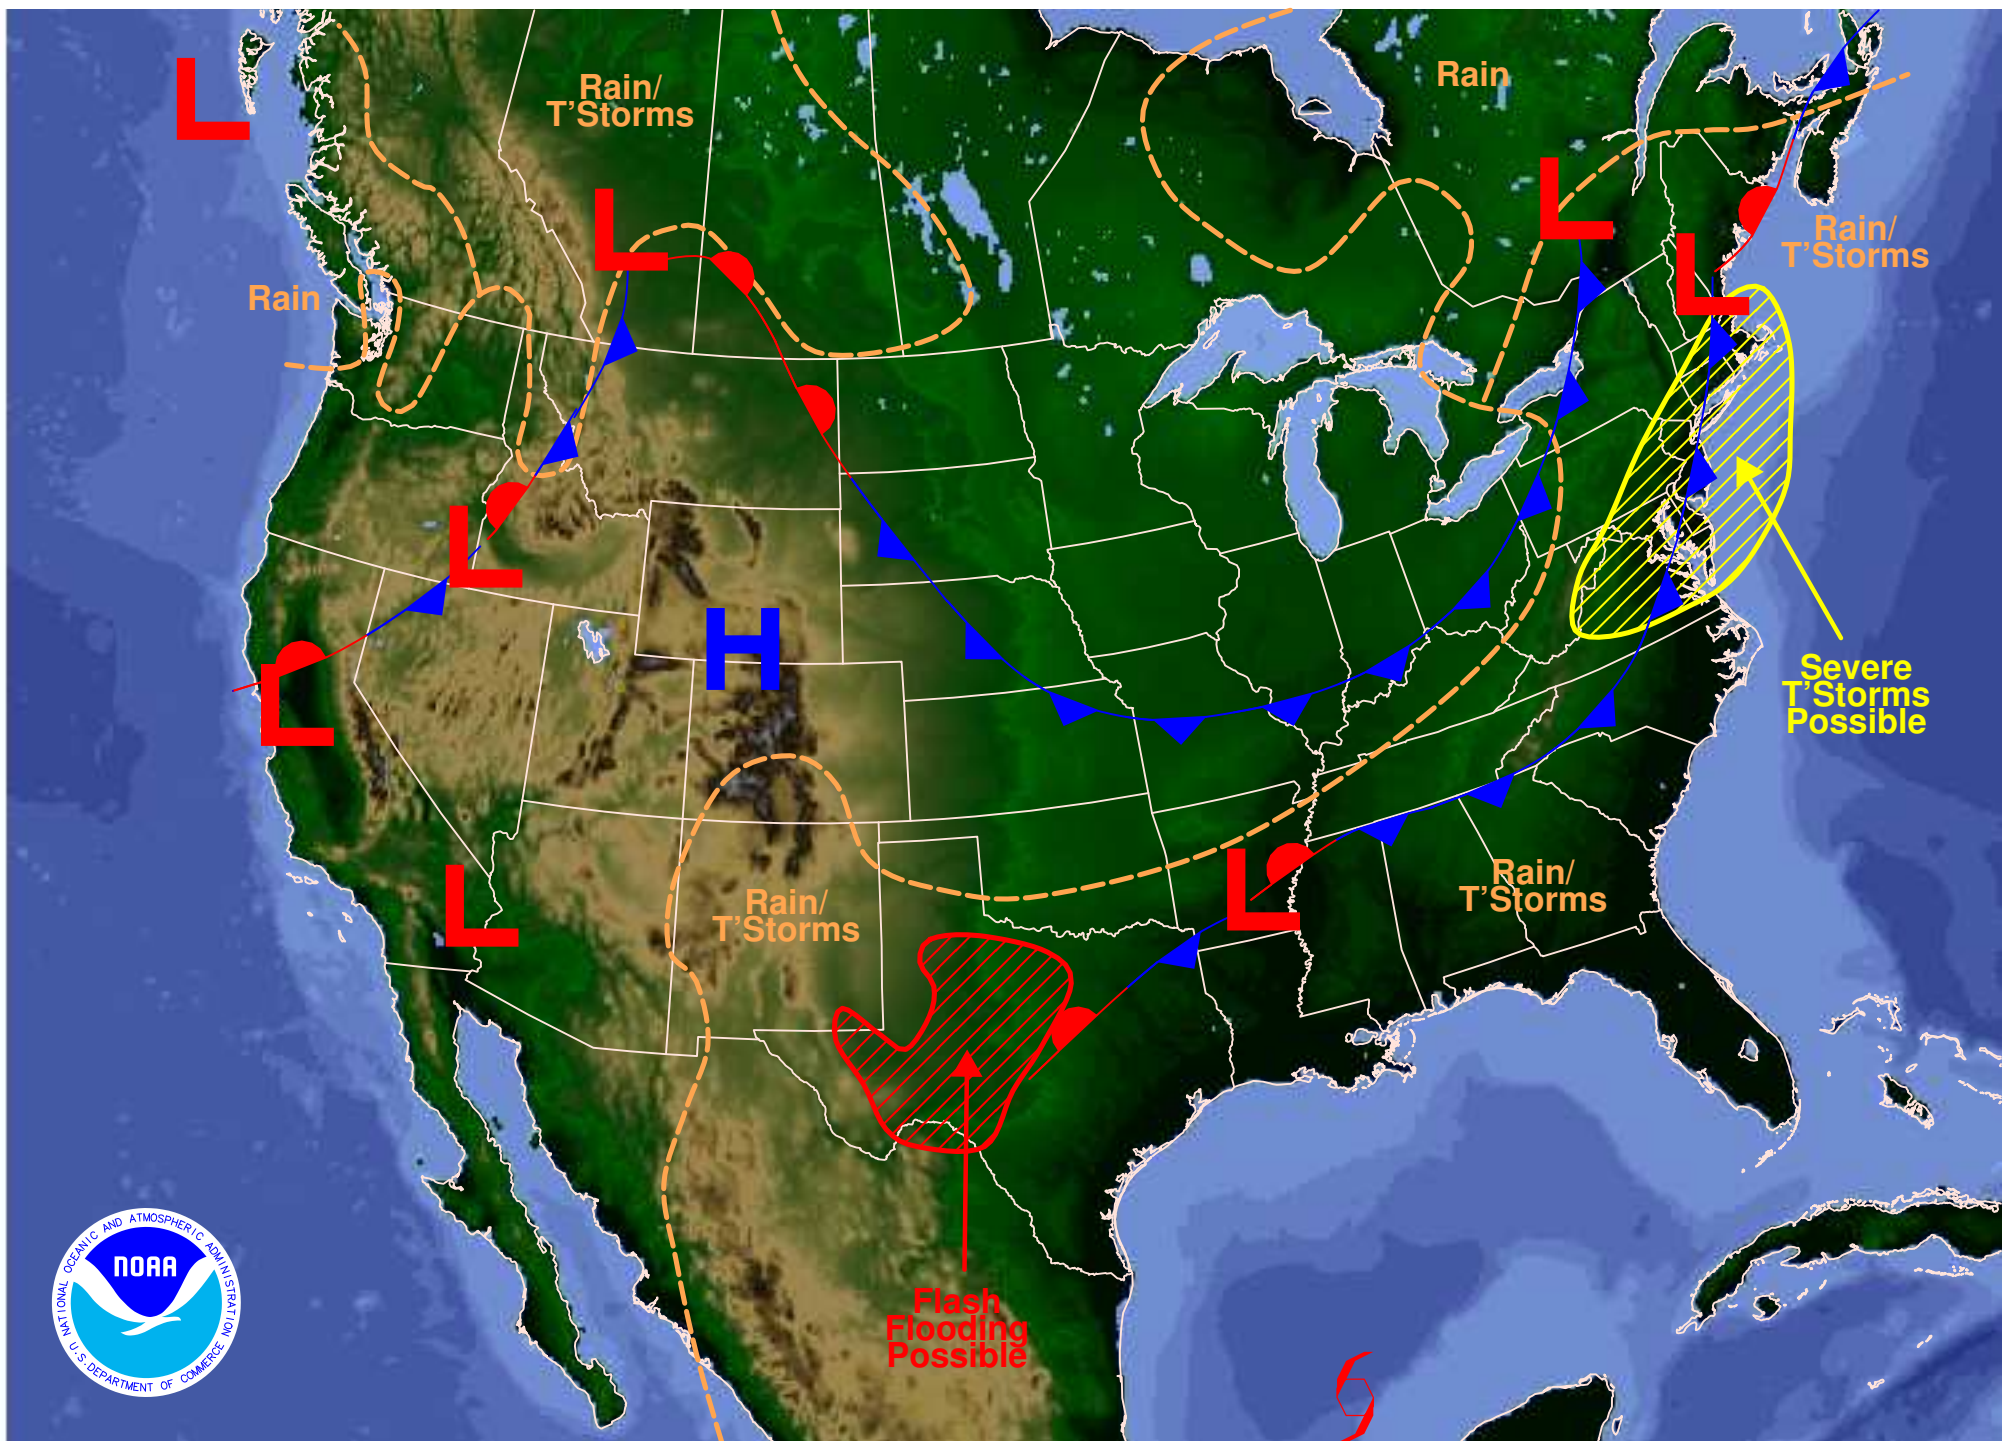 L
Rain/
T'Storms
Rain
L
L
L
Rain/
T'Storms
Rain
L
H
Severe
T'Storms
Possible
L
L
L
Rain/
T'Storms
Rain/
T'Storms
Flash
Flooding
Possible
NATIONAL OCEANIC AND ATMOSPHERIC ADMINISTRATION
NOAA
U.S. DEPARTMENT OF COMMERCE